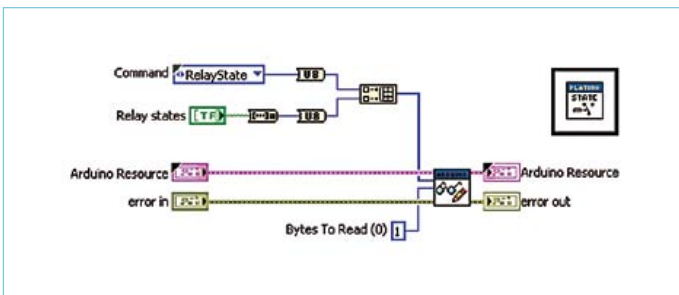 Command RelayState U8
Relay states TF U8
PLATINO
STATE
Arduino Resource Arduino Resource
error in error out
Bytes To Read (0) 1